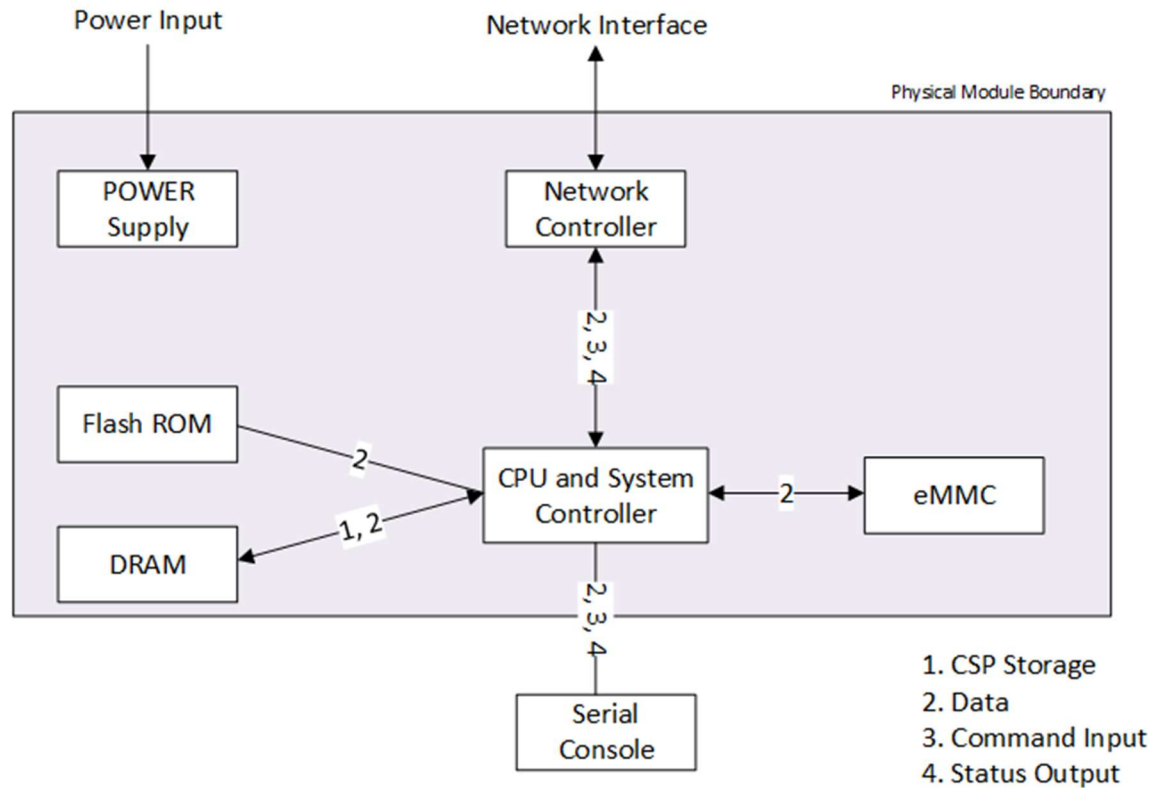 Power Input
Network Interface
Physical Module Boundary
POWER
Supply
Network
Controller
2, 3, 4
Flash ROM
2
CPU and System
Controller
2
eMMC
1, 2
DRAM
2, 3, 4
Serial
Console
1. CSP Storage
2. Data
3. Command Input
4. Status Output